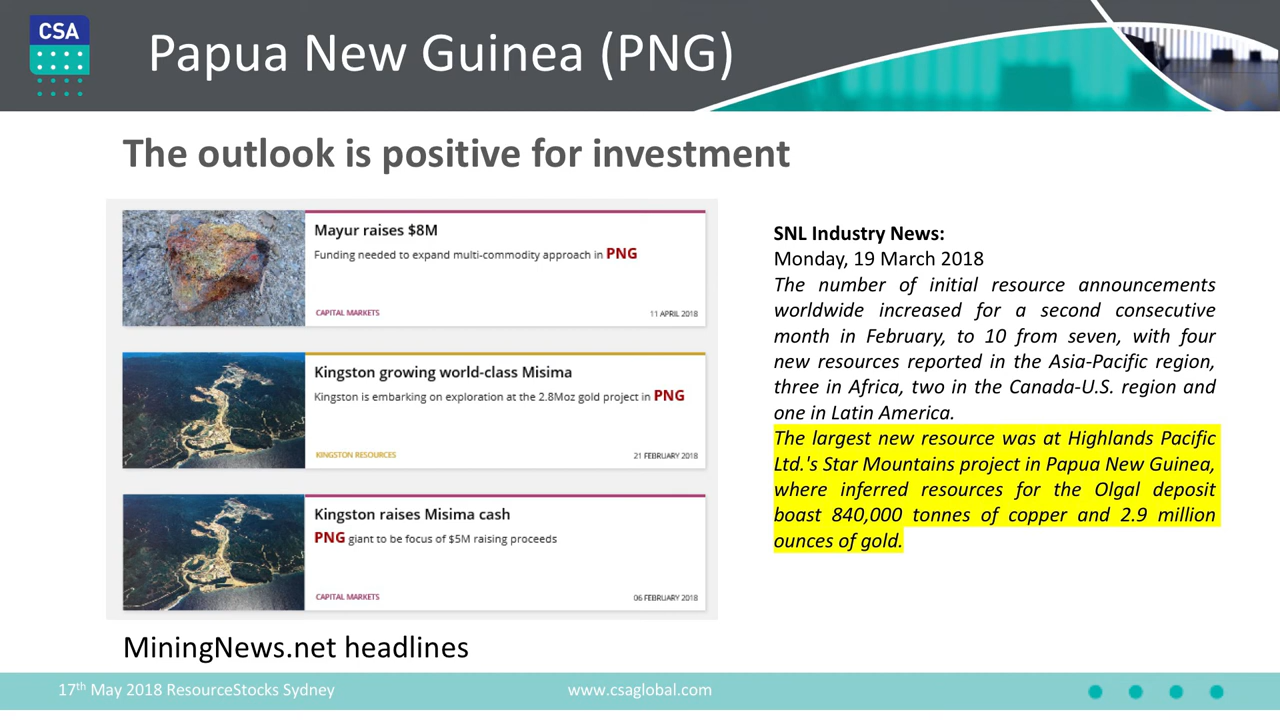 CSA
Papua New Guinea (PNG)
The outlook is positive for investment
Mayur raises $8M
Funding needed to expand multi-commodity approach in PNG
CAPITAL MARKETS
11 APRIL 2018
Kingston growing world-class Misima
Kingston is embarking on exploration at the 2.8Moz gold project in PNG
KINGSTON RESOURCES
21 FEBRUARY 2018
Kingston raises Misima cash
PNG giant to be focus of $5M raising proceeds
CAPITAL MARKETS
06 FEBRUARY 2018
MiningNews.net headlines
SNL Industry News:
Monday, 19 March 2018
The number of initial resource announcements
worldwide increased for a second consecutive
month in February, to 10 from seven, with four
new resources reported in the Asia-Pacific region,
three in Africa, two in the Canada-U.S. region and
one in Latin America.
The largest new resource was at Highlands Pacific
Ltd.'s Star Mountains project in Papua New Guinea,
where inferred resources for the Olgal deposit
boast 840,000 tonnes of copper and 2.9 million
ounces of gold.
17th May 2018 ResourceStocks Sydney
www.csaglobal.com